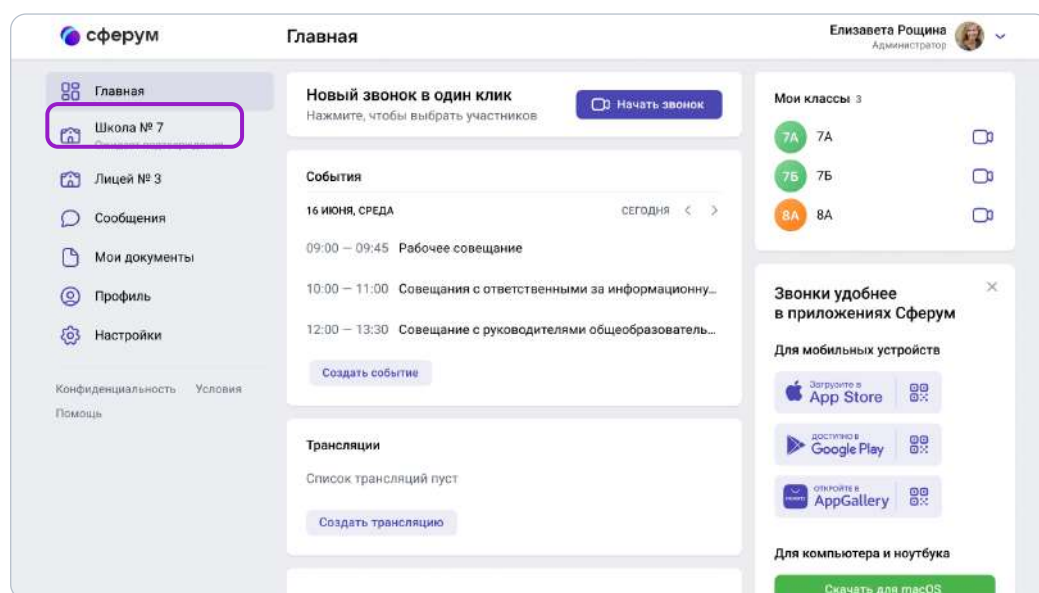 сферум
Главная
Елизавета Рощина
Администратор
Главная
Школа № 7
Ожидает подтверждения
Лицей № 3
Сообщения
Мои документы
Профиль
Настройки
Конфиденциальность Условия
Помощь
Новый звонок в один клик
Нажмите, чтобы выбрать участников
Начать звонок
События
16 ИЮНЯ, СРЕДА
СЕГОДНЯ < >
09:00 — 09:45 Рабочее совещание
10:00 — 11:00 Совещания с ответственными за информационну...
12:00 — 13:30 Совещание с руководителями общеобразователь...
Создать событие
Трансляции
Список трансляций пуст
Создать трансляцию
Мои классы 3
7А 7А
7Б 7Б
8А 8А
Звонки удобнее
в приложениях Сферум
Для мобильных устройств
Загрузите в
App Store
ДОСТУПНО В
Google Play
ОТКРОЙТЕ В
AppGallery
Для компьютера и ноутбука
Скачать для macOS